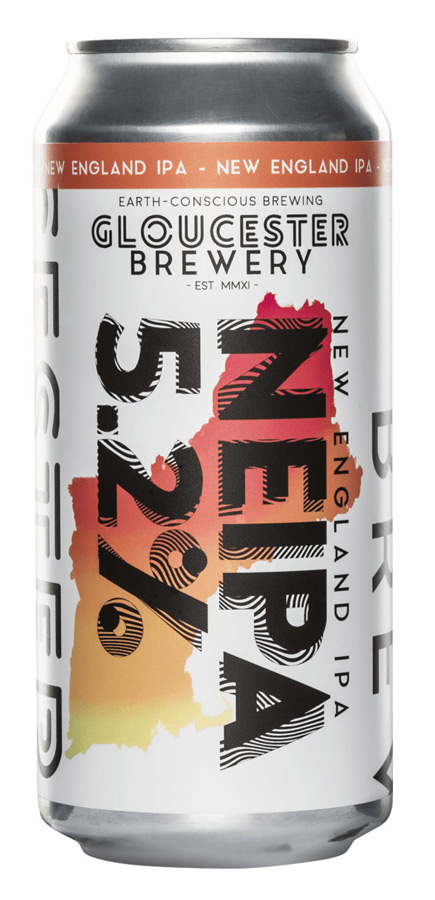 NEW ENGLAND IPA - NEW ENGLAND IPA -
EARTH-CONSCIOUS BREWING
GLOUCESTER
BREWERY
- EST MMXI -
NEW ENGLAND IPA
NEIPA
5.2%